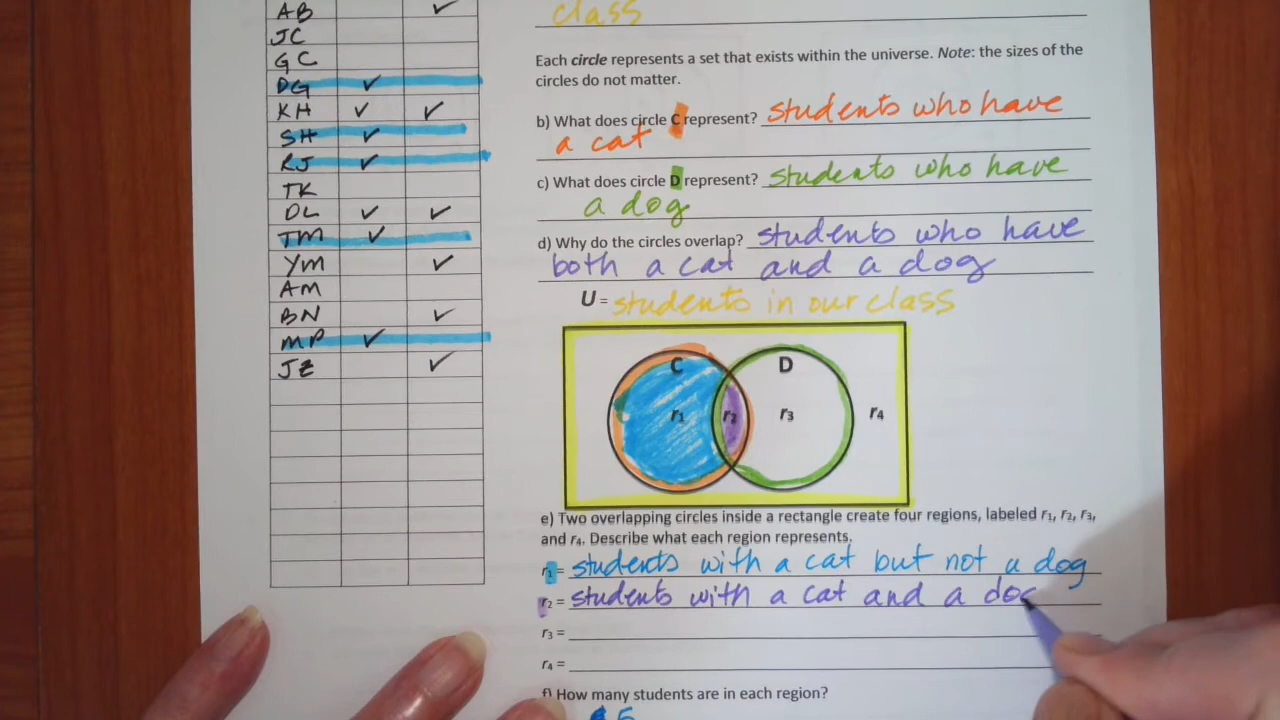 AB ✓
JC
GC
DG ✓
KH ✓ ✓
SH ✓
RJ ✓
TK
DL ✓ ✓
TM ✓
YM ✓
AM
BN ✓
MP ✓
JZ ✓
class
Each circle represents a set that exists within the universe. Note: the sizes of the
circles do not matter.
b) What does circle C represent? students who have
a cat
c) What does circle D represent? students who have
a dog
d) Why do the circles overlap? students who have
both a cat and a dog
U = students in our class
C D
r1 r2 r3 r4
e) Two overlapping circles inside a rectangle create four regions, labeled r1, r2, r3,
and r4. Describe what each region represents.
r1 = students with a cat but not a dog
r2 = students with a cat and a dog
r3 =
r4 =
f) How many students are in each region?
5